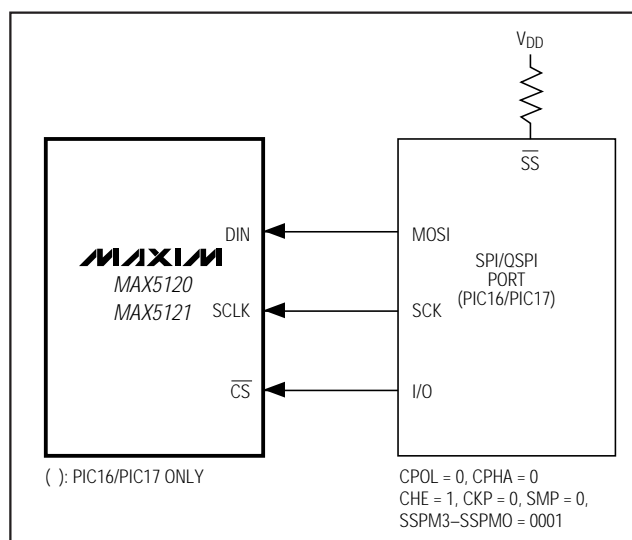 VDD
SS
MAXIM
MAX5120
MAX5121
DIN
SCLK
CS
MOSI
SCK
I/O
SPI/QSPI
PORT
(PIC16/PIC17)
( ): PIC16/PIC17 ONLY
CPOL = 0, CPHA = 0
CHE = 1, CKP = 0, SMP = 0,
SSPM3–SSPMO = 0001